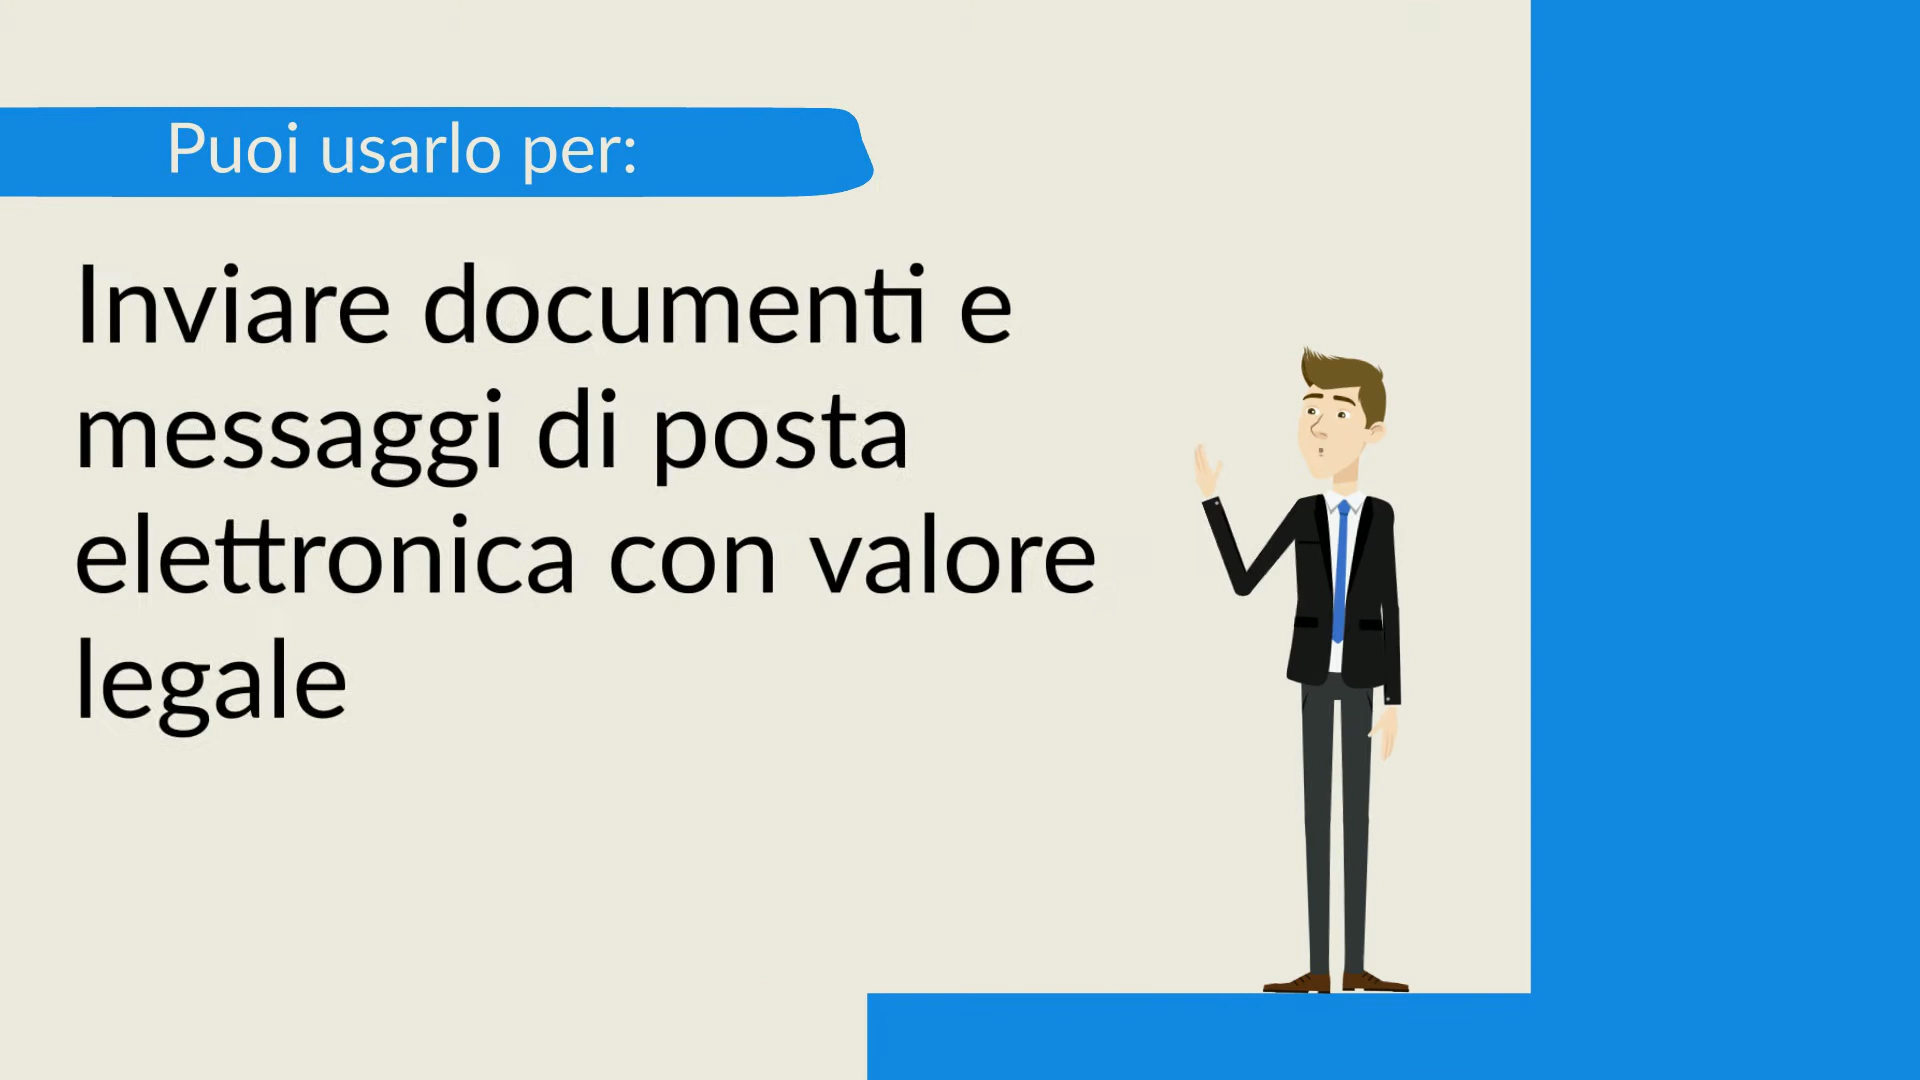 Puoi usarlo per:
Inviare documenti e
messaggi di posta
elettronica con valore
legale